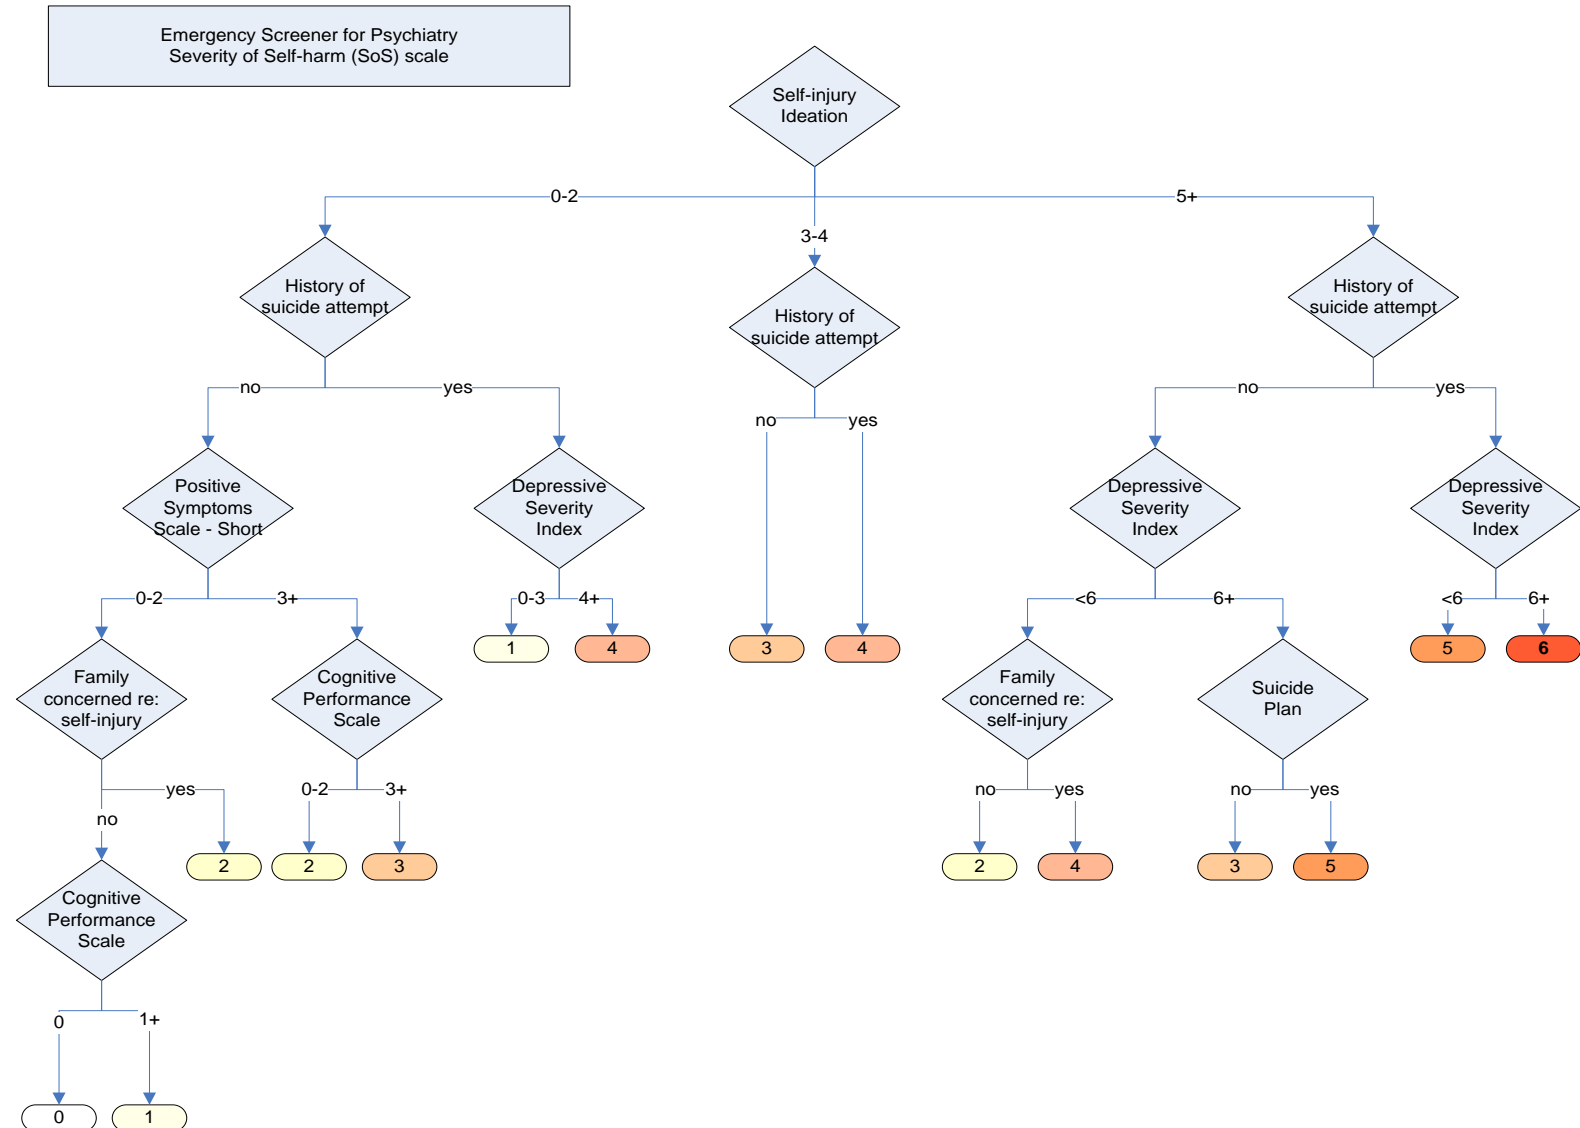 Emergency Screener for Psychiatry
Severity of Self-harm (SoS) scale
Self-injury
Ideation
0-2
5+
3-4
History of
suicide attempt
History of
suicide attempt
History of
suicide attempt
no
yes
no
yes
no
yes
Positive
Symptoms
Scale - Short
Depressive
Severity
Index
Depressive
Severity
Index
Depressive
Severity
Index
0-2
3+
0-3
4+
<6
6+
<6
6+
1
4
3
4
5
6
Family
concerned re:
self-injury
Cognitive
Performance
Scale
Family
concerned re:
self-injury
Suicide
Plan
yes
no
0-2
3+
no
yes
no
yes
2
2
3
2
4
3
5
Cognitive
Performance
Scale
0
1+
0
1